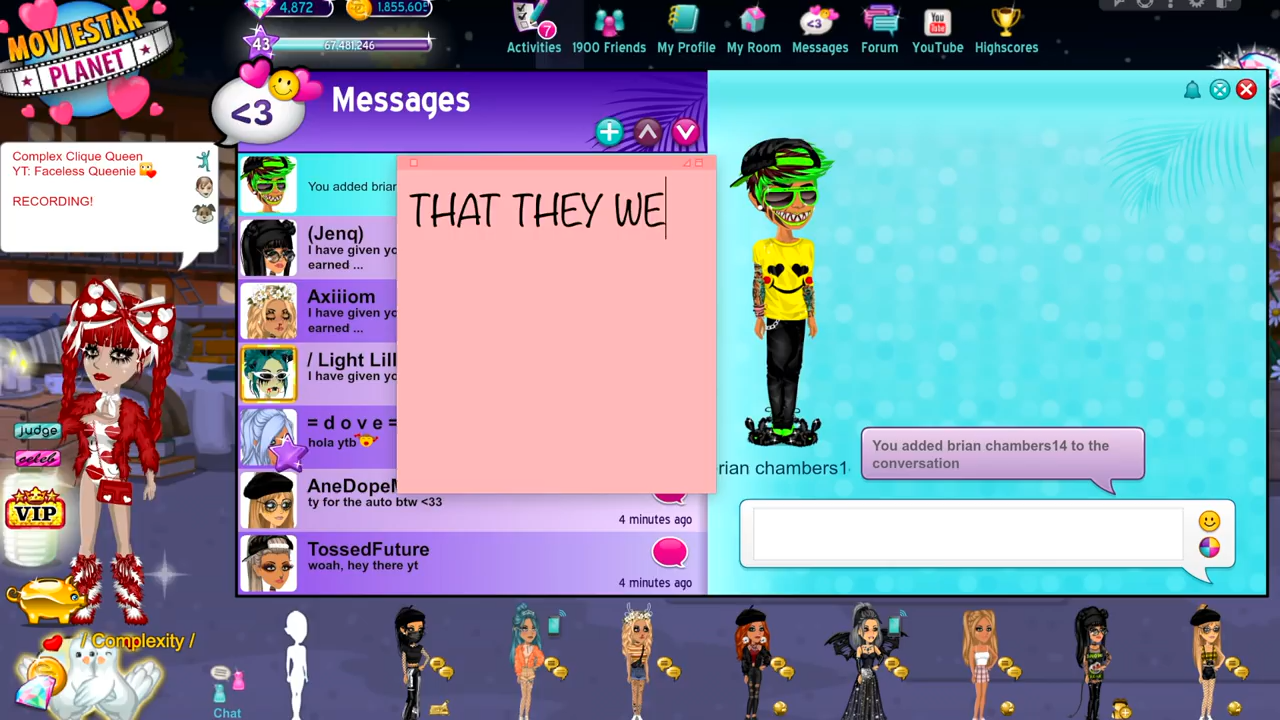 MOVIESTAR
PLANET
4,872
1,855.60
43
67,481,246
Activities
7
1900 Friends
My Profile
My Room
<3
Messages
Forum
You
Tube
YouTube
Highscores
<3
Messages
Complex Clique Queen
YT: Faceless Queenie
RECORDING!
You added brian
(Jenq)
I have given yo
earned ...
Axiiiom
I have given yo
earned ...
/ Light Lill
I have given yo
= d o v e =
hola ytb
AneDopeM
ty for the auto btw <33
4 minutes ago
TossedFuture
woah, hey there yt
4 minutes ago
THAT THEY WE
rian chambers1
You added brian chambers14 to the
conversation
judge
celeb
VIP
/ Complexity /
Chat